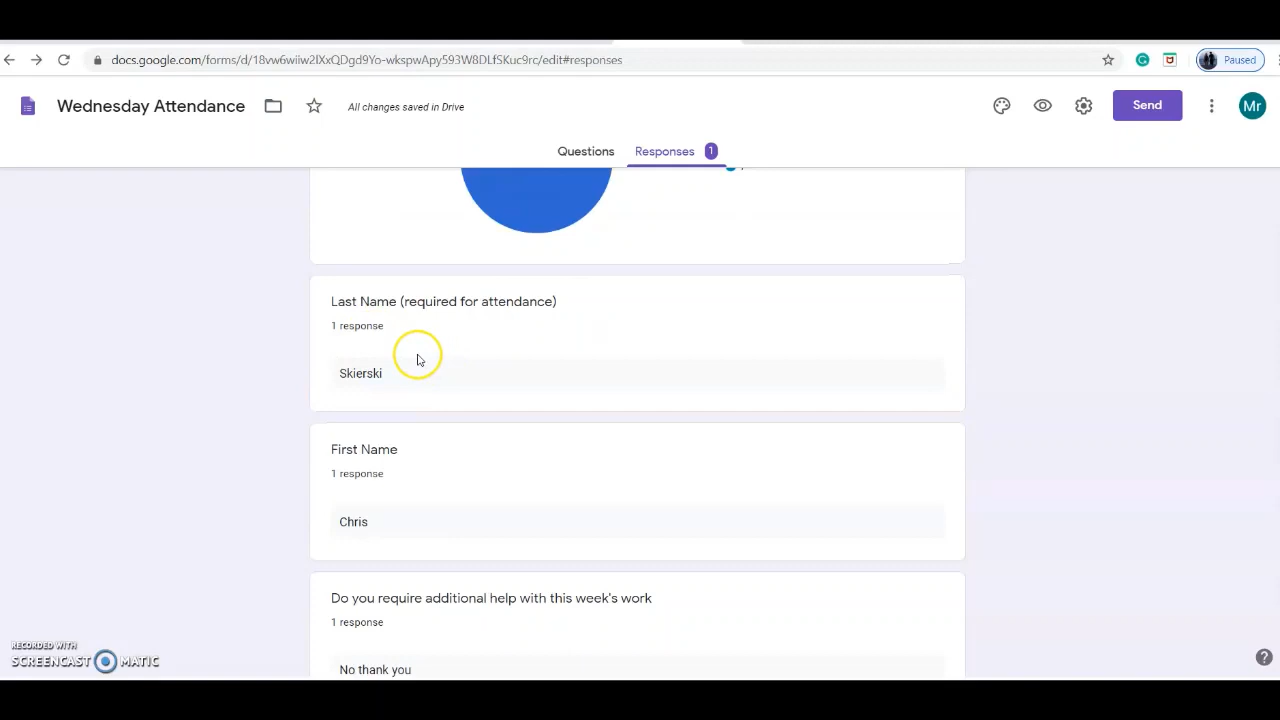 docs.google.com/forms/d/18vw6wiiw2lXxQDgd9Yo-wkspwApy593W8DLfSKuc9rc/edit#responses
Paused
Wednesday Attendance
All changes saved in Drive
Send
Mr
Questions
Responses 1
Last Name (required for attendance)
1 response
Skierski
First Name
1 response
Chris
Do you require additional help with this week's work
1 response
No thank you
RECORDED WITH
SCREENCAST MATIC